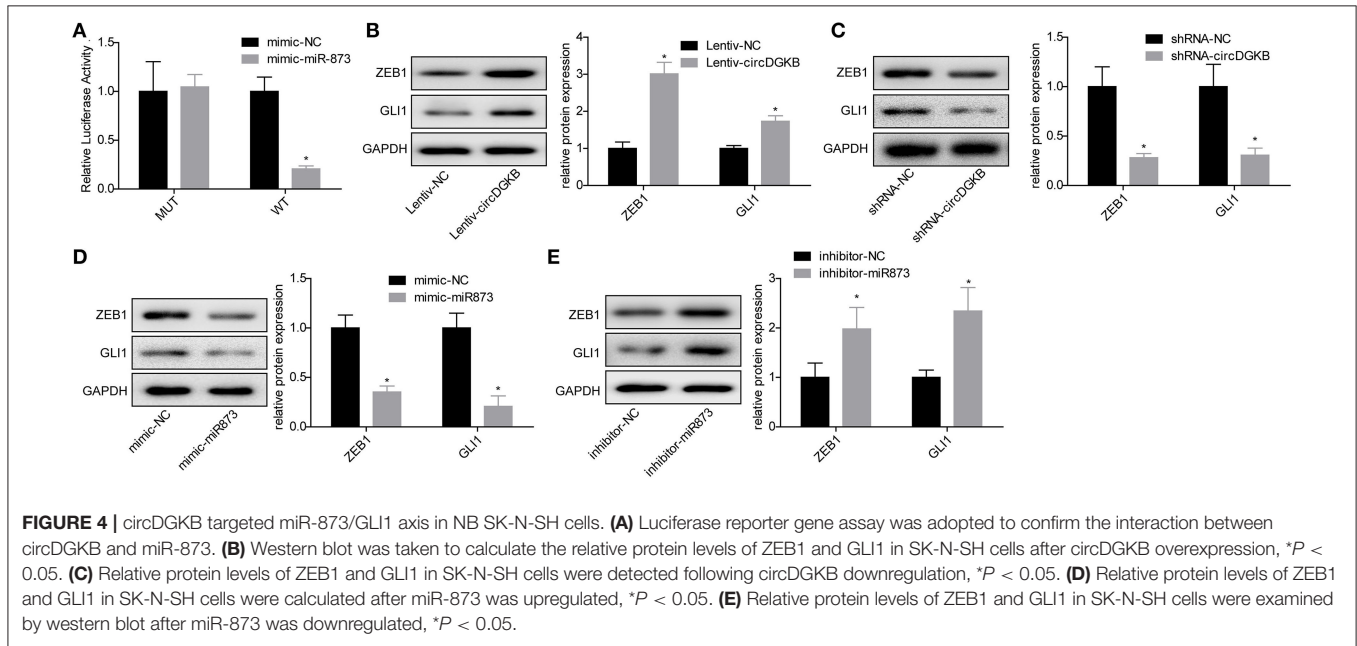 A
Relative Luciferase Activity
1.5
1.0
0.5
0.0
mimic-NC
mimic-miR-873
*
MUT
WT
B
ZEB1
GLI1
GAPDH
Lentiv-NC
Lentiv-circDGKB
relative protein expression
4
3
2
1
0
Lentiv-NC
Lentiv-circDGKB
*
*
ZEB1
GLI1
C
ZEB1
GLI1
GAPDH
shRNA-NC
shRNA-circDGKB
relative protein expression
1.5
1.0
0.5
0.0
shRNA-NC
shRNA-circDGKB
*
*
ZEB1
GLI1
D
ZEB1
GLI1
GAPDH
mimic-NC
mimic-miR873
relative protein expression
1.5
1.0
0.5
0.0
mimic-NC
mimic-miR873
*
*
ZEB1
GLI1
E
ZEB1
GLI1
GAPDH
inhibitor-NC
inhibitor-miR873
relative protein expression
3
2
1
0
inhibitor-NC
inhibitor-miR873
*
*
ZEB1
GLI1
FIGURE 4 | circDGKB targeted miR-873/GLI1 axis in NB SK-N-SH cells. (A) Luciferase reporter gene assay was adopted to confirm the interaction between
circDGKB and miR-873. (B) Western blot was taken to calculate the relative protein levels of ZEB1 and GLI1 in SK-N-SH cells after circDGKB overexpression, *P <
0.05. (C) Relative protein levels of ZEB1 and GLI1 in SK-N-SH cells were detected following circDGKB downregulation, *P < 0.05. (D) Relative protein levels of ZEB1
and GLI1 in SK-N-SH cells were calculated after miR-873 was upregulated, *P < 0.05. (E) Relative protein levels of ZEB1 and GLI1 in SK-N-SH cells were examined
by western blot after miR-873 was downregulated, *P < 0.05.